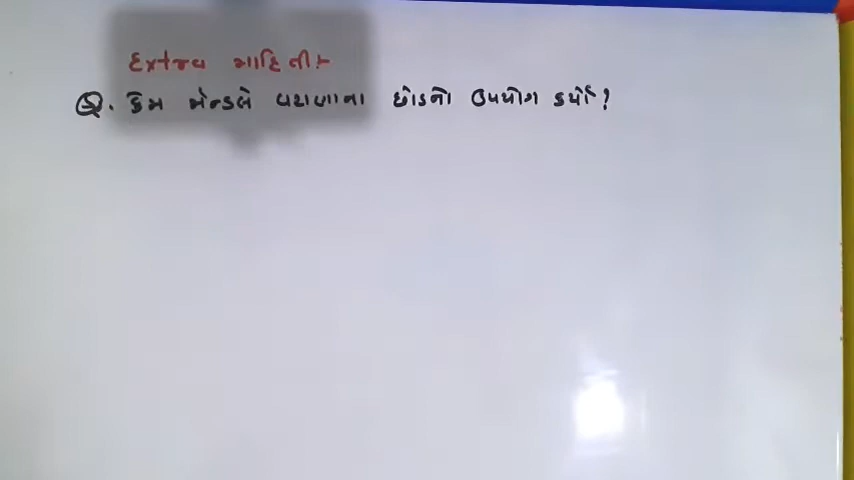 Extra માહિતી:-
Q. કેમ મેન્ડલે વટાણાના છોડનો ઉપયોગ કર્યો?